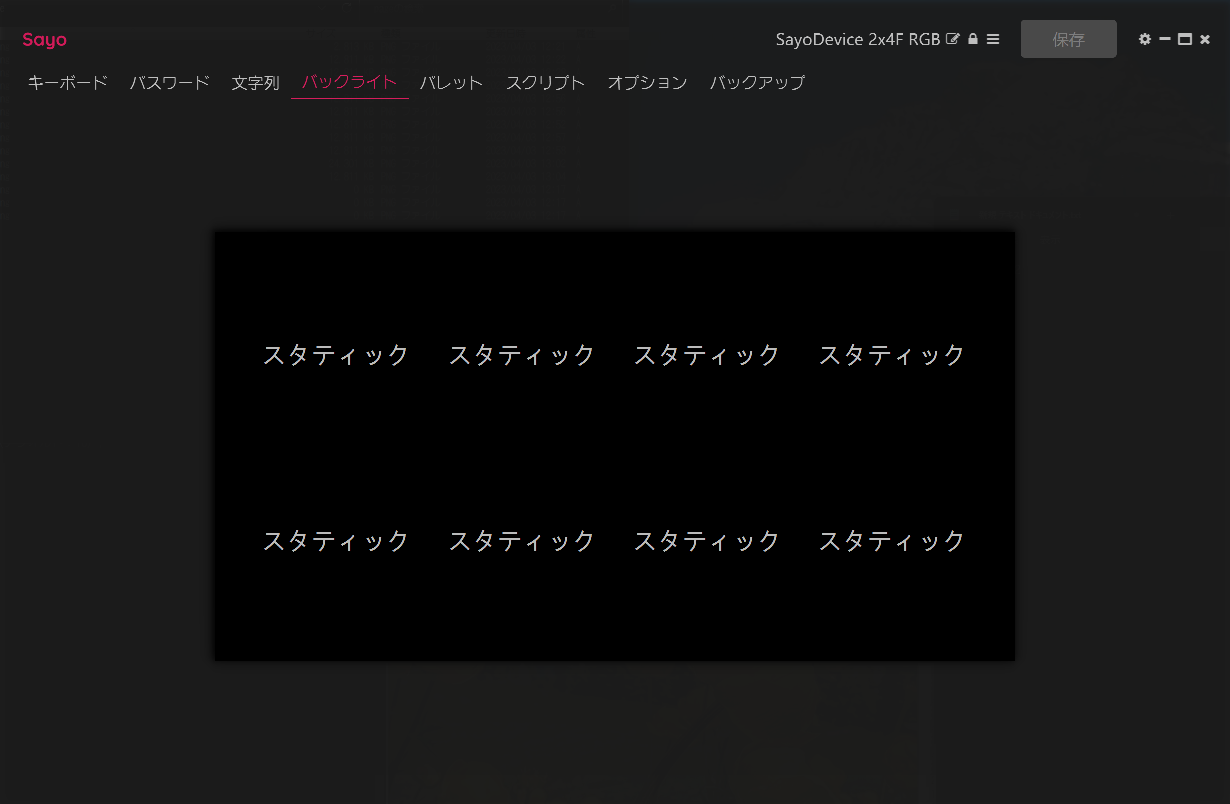 Sayo
SayoDevice 2x4F RGB 保存
キーボード パスワード 文字列 バックライト パレット スクリプト オプション バックアップ
スタティック スタティック スタティック スタティック
スタティック スタティック スタティック スタティック